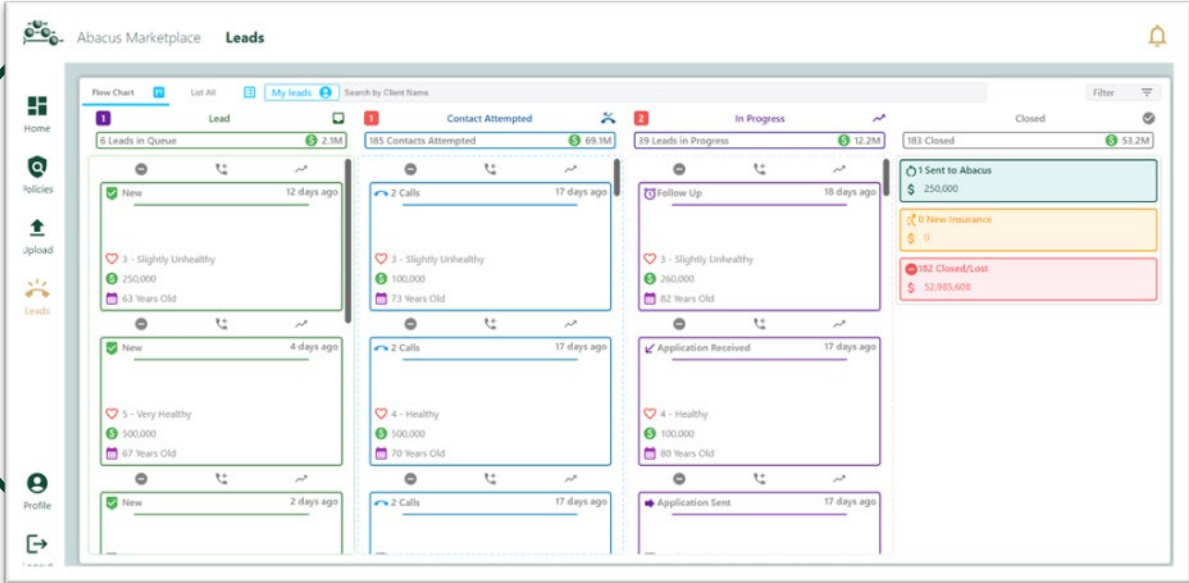 Abacus Marketplace Leads
Home
Policies
Upload
Leads
Profile
Flow Chart List All My leads Search by Client Name Filter
1 Lead
6 Leads in Queue $ 2.1M
New 12 days ago
3 - Slightly Unhealthy
$ 250,000
63 Years Old
New 4 days ago
5 - Very Healthy
$ 500,000
67 Years Old
New 2 days ago
1 Contact Attempted
185 Contacts Attempted $ 69.1M
2 Calls 17 days ago
3 - Slightly Unhealthy
$ 100,000
73 Years Old
2 Calls 17 days ago
4 - Healthy
$ 500,000
70 Years Old
2 Calls 17 days ago
2 In Progress
39 Leads in Progress $ 12.2M
Follow Up 18 days ago
3 - Slightly Unhealthy
$ 260,000
82 Years Old
Application Received 17 days ago
4 - Healthy
$ 100,000
80 Years Old
Application Sent 17 days ago
Closed
183 Closed $ 53.2M
1 Sent to Abacus
$ 250,000
0 New Insurance
$ 0
182 Closed/Lost
$ 52,985,608